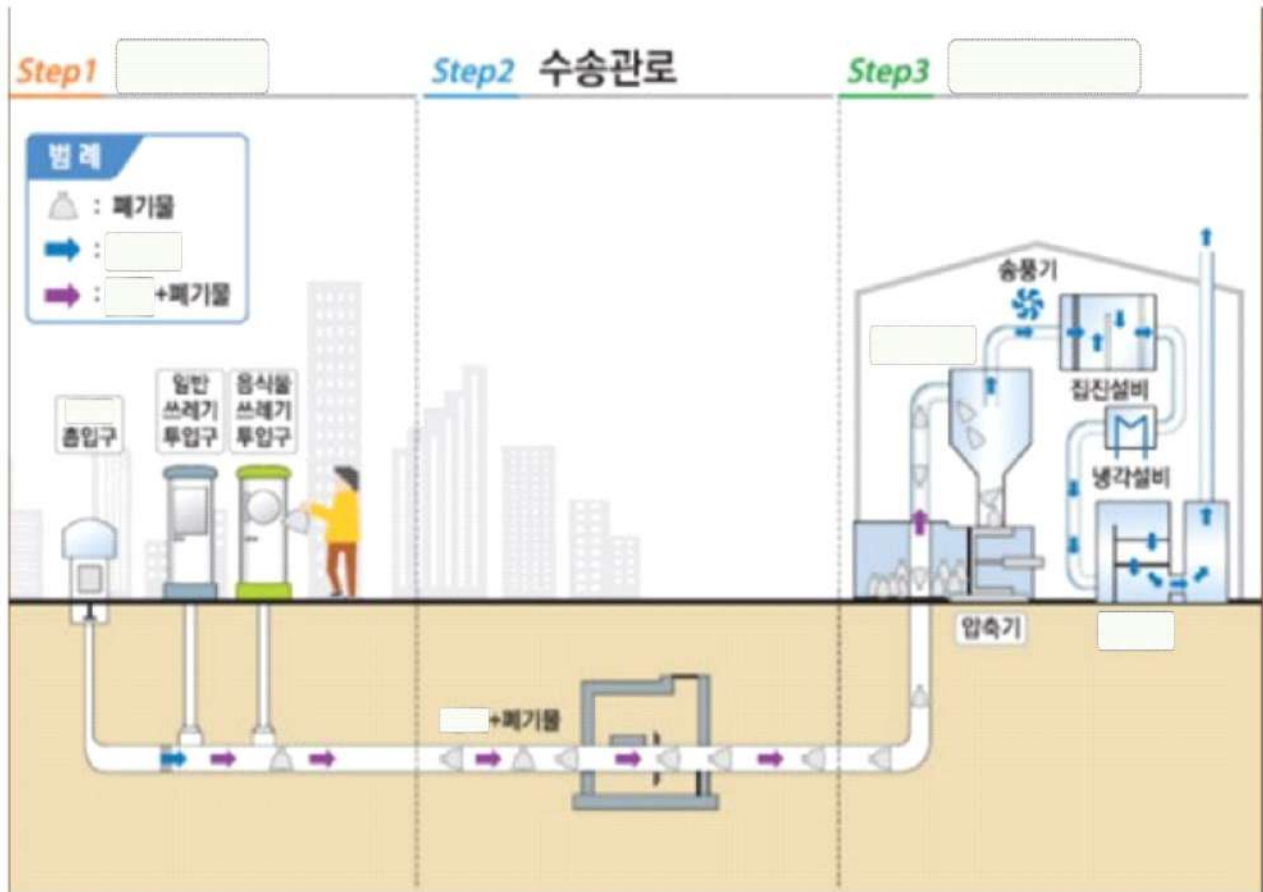 Step1
Step2 수송관로
Step3
범례
: 폐기물
:
: +폐기물
흡입구
일반
쓰레기
투입구
음식물
쓰레기
투입구
송풍기
집진설비
냉각설비
압축기
+폐기물